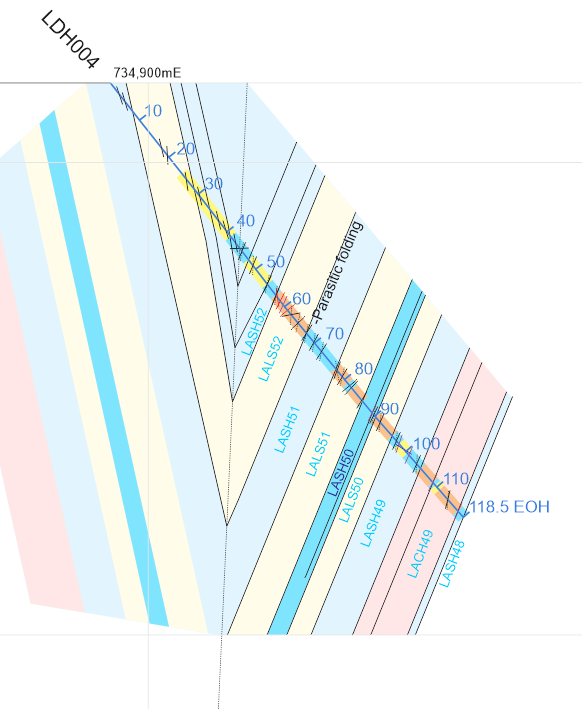 LDH004
734,900mE
10
20
30
40
50
60
-Parasitic folding
70
80
90
100
110
118.5 EOH
LASH52
LALS52
LASH51
LALS51
LASH50
LALS50
LASH49
LACH49
LASH48